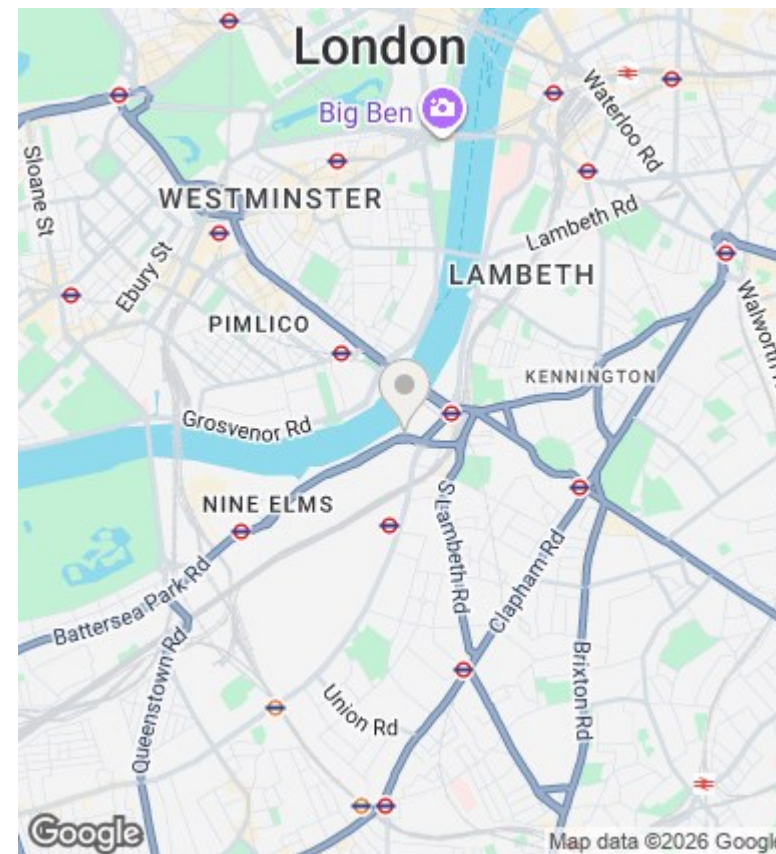 London
Big Ben
Waterloo Rd
Sloane St
WESTMINSTER
Lambeth Rd
Ebury St
LAMBETH
Walworth
PIMLICO
KENNINGTON
Grosvenor Rd
NINE ELMS
S Lambeth Rd
Clapham Rd
Battersea Park Rd
Queenstown Rd
Union Rd
Brixton Rd
Google
Map data ©2026 Google